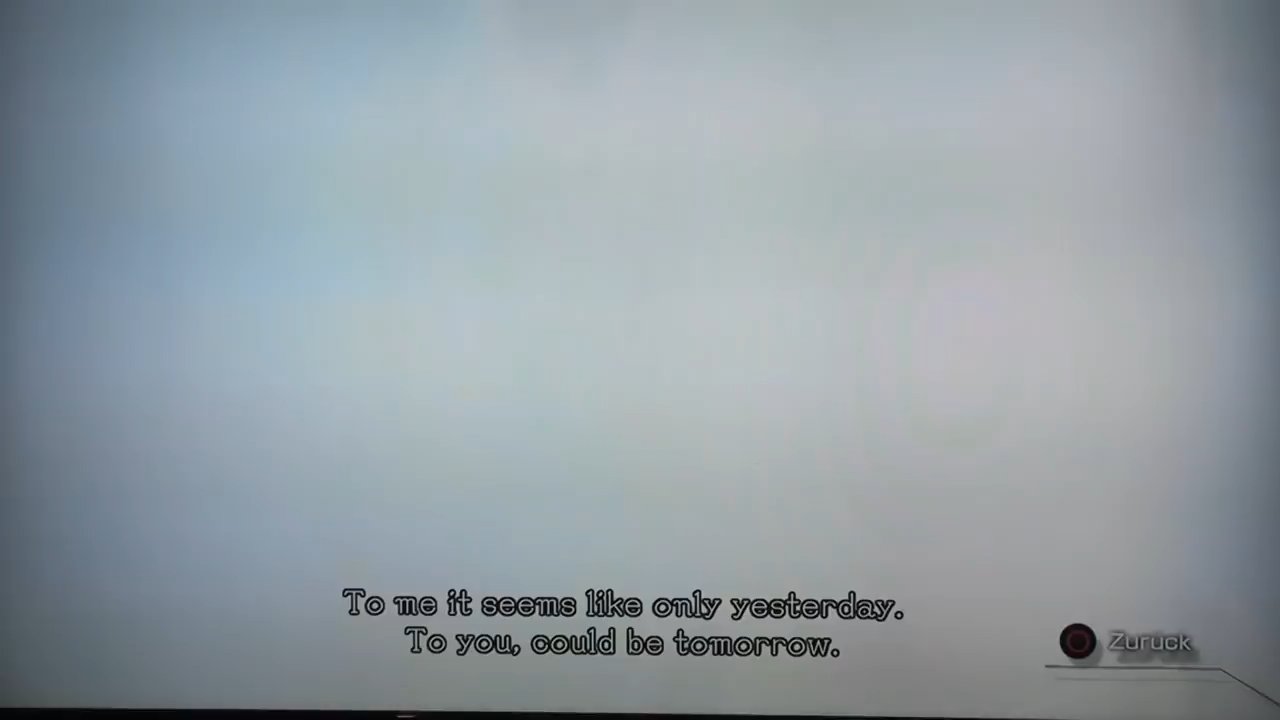 To me it seems like only yesterday.
To you, could be tomorrow.
Zurück